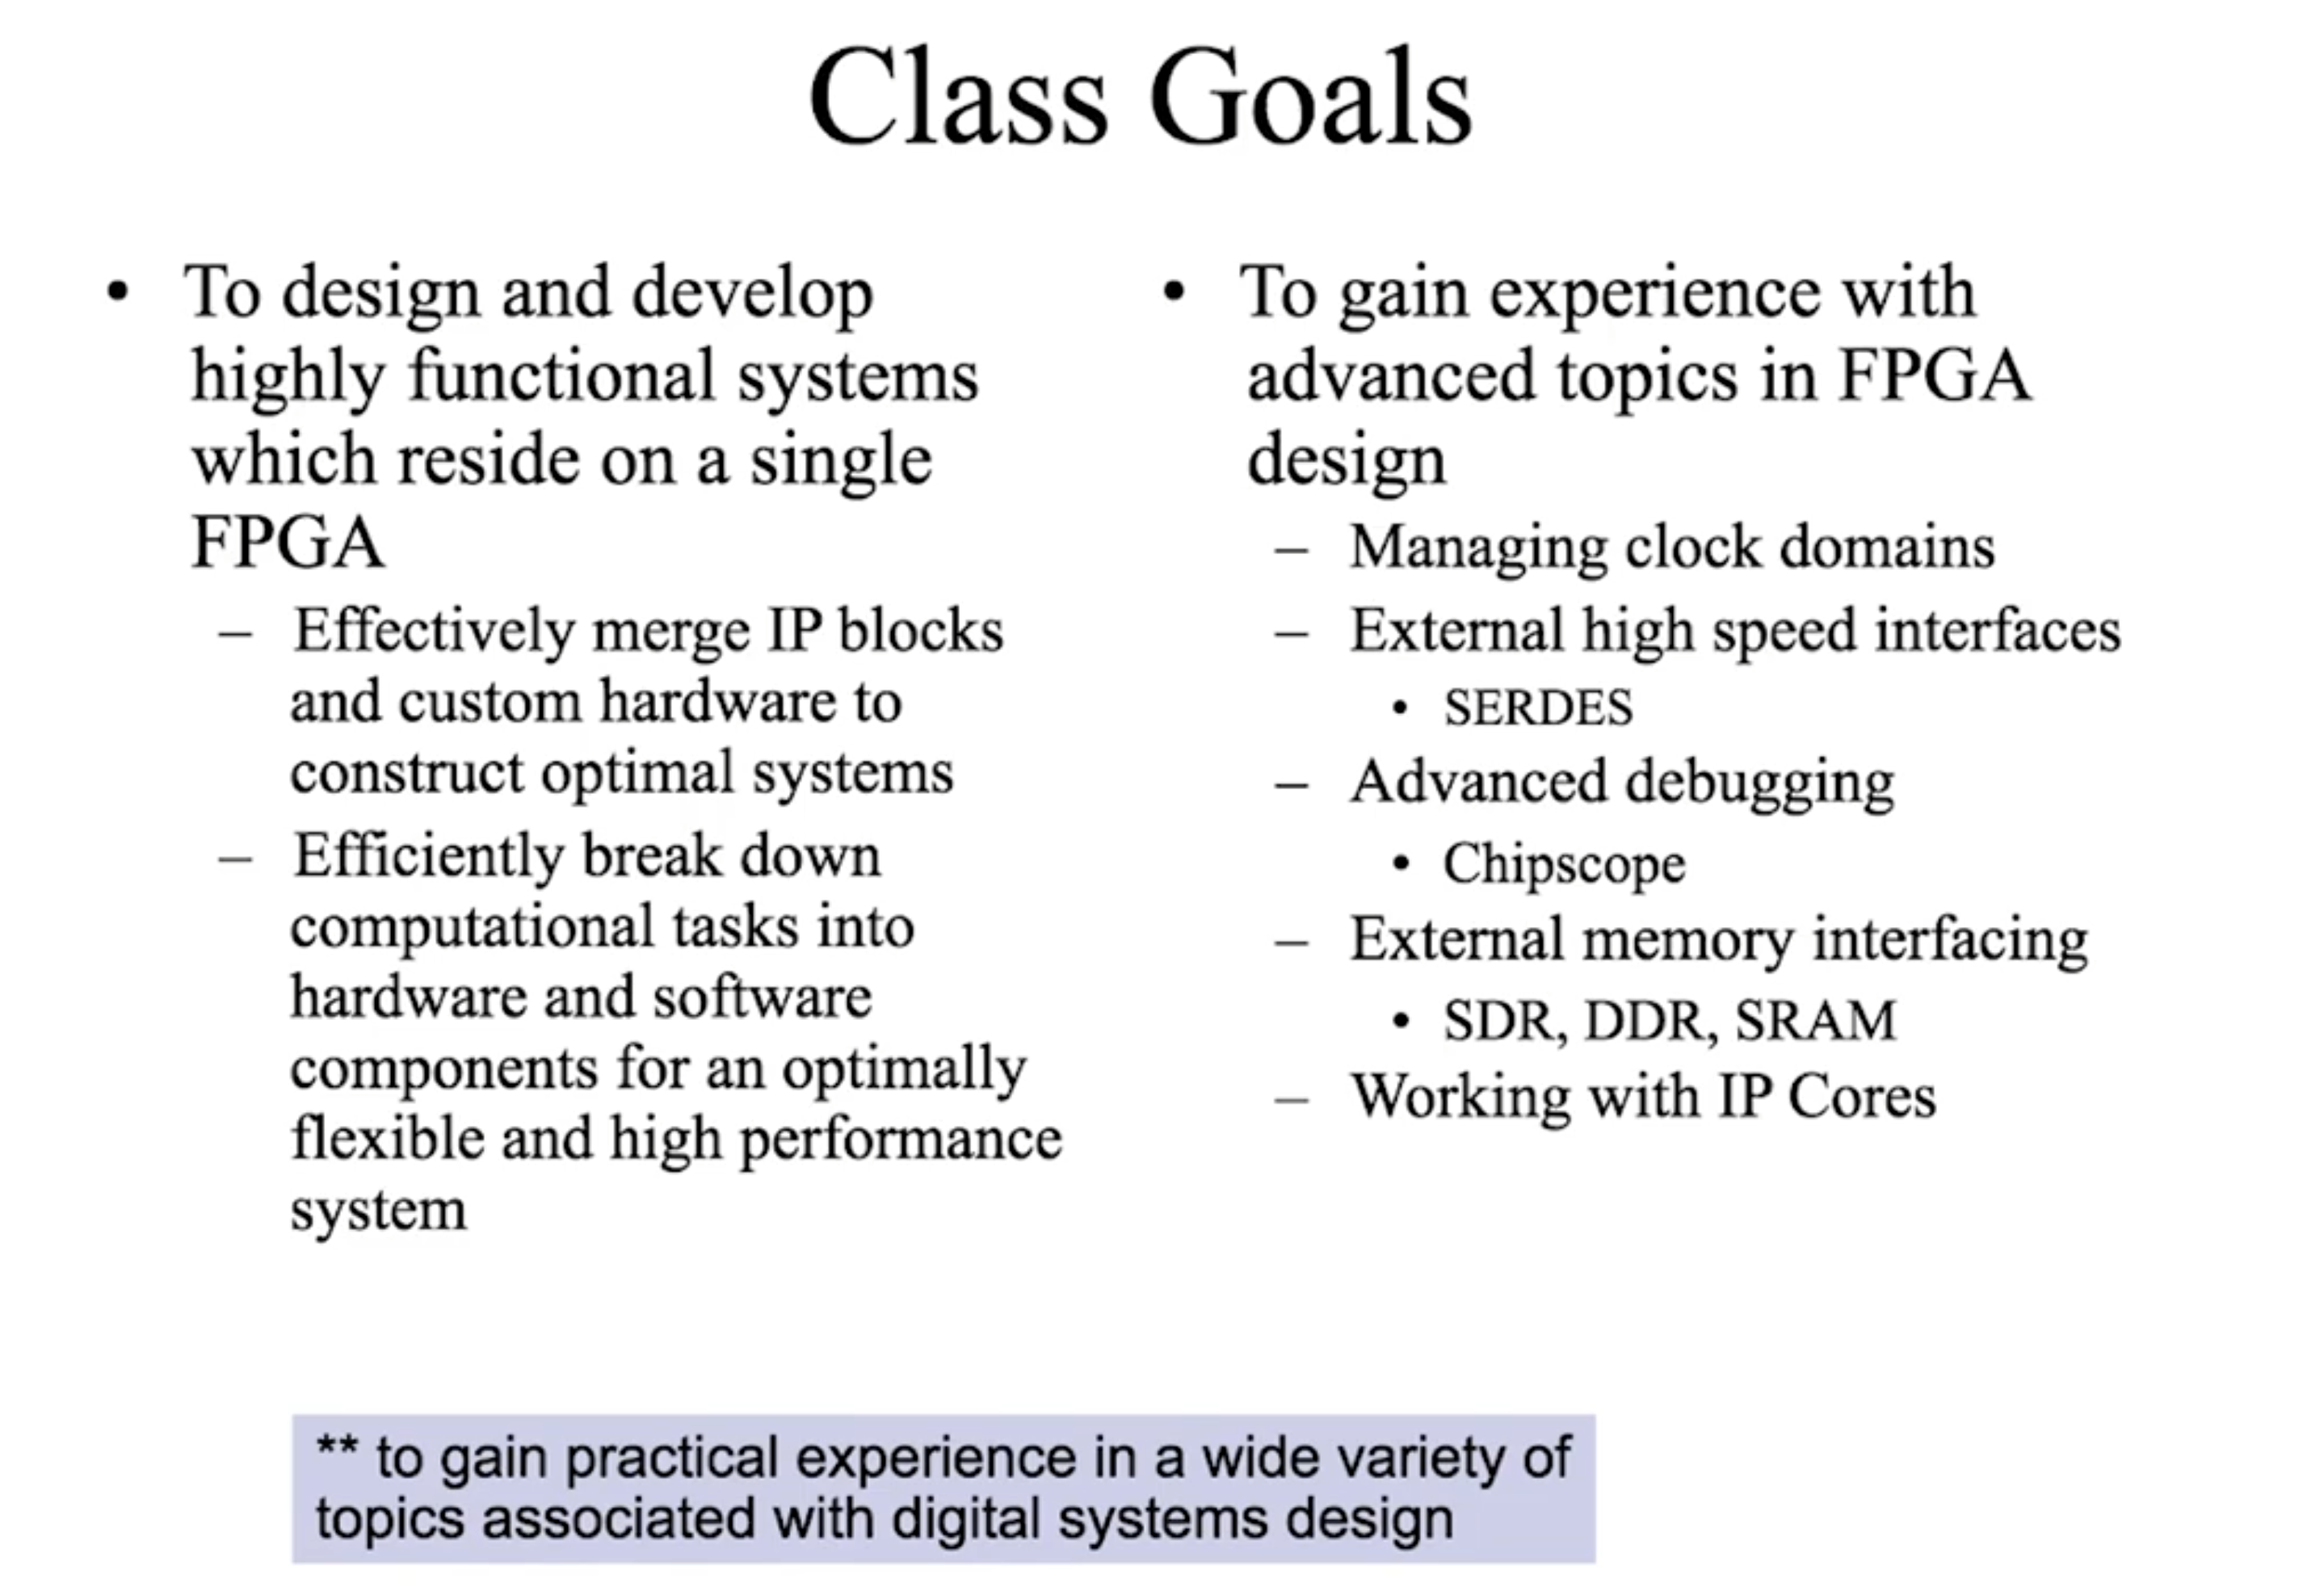 Class Goals
• To design and develop
highly functional systems
which reside on a single
FPGA
– Effectively merge IP blocks
and custom hardware to
construct optimal systems
– Efficiently break down
computational tasks into
hardware and software
components for an optimally
flexible and high performance
system
• To gain experience with
advanced topics in FPGA
design
– Managing clock domains
– External high speed interfaces
• SERDES
– Advanced debugging
• Chipscope
– External memory interfacing
• SDR, DDR, SRAM
– Working with IP Cores
** to gain practical experience in a wide variety of
topics associated with digital systems design